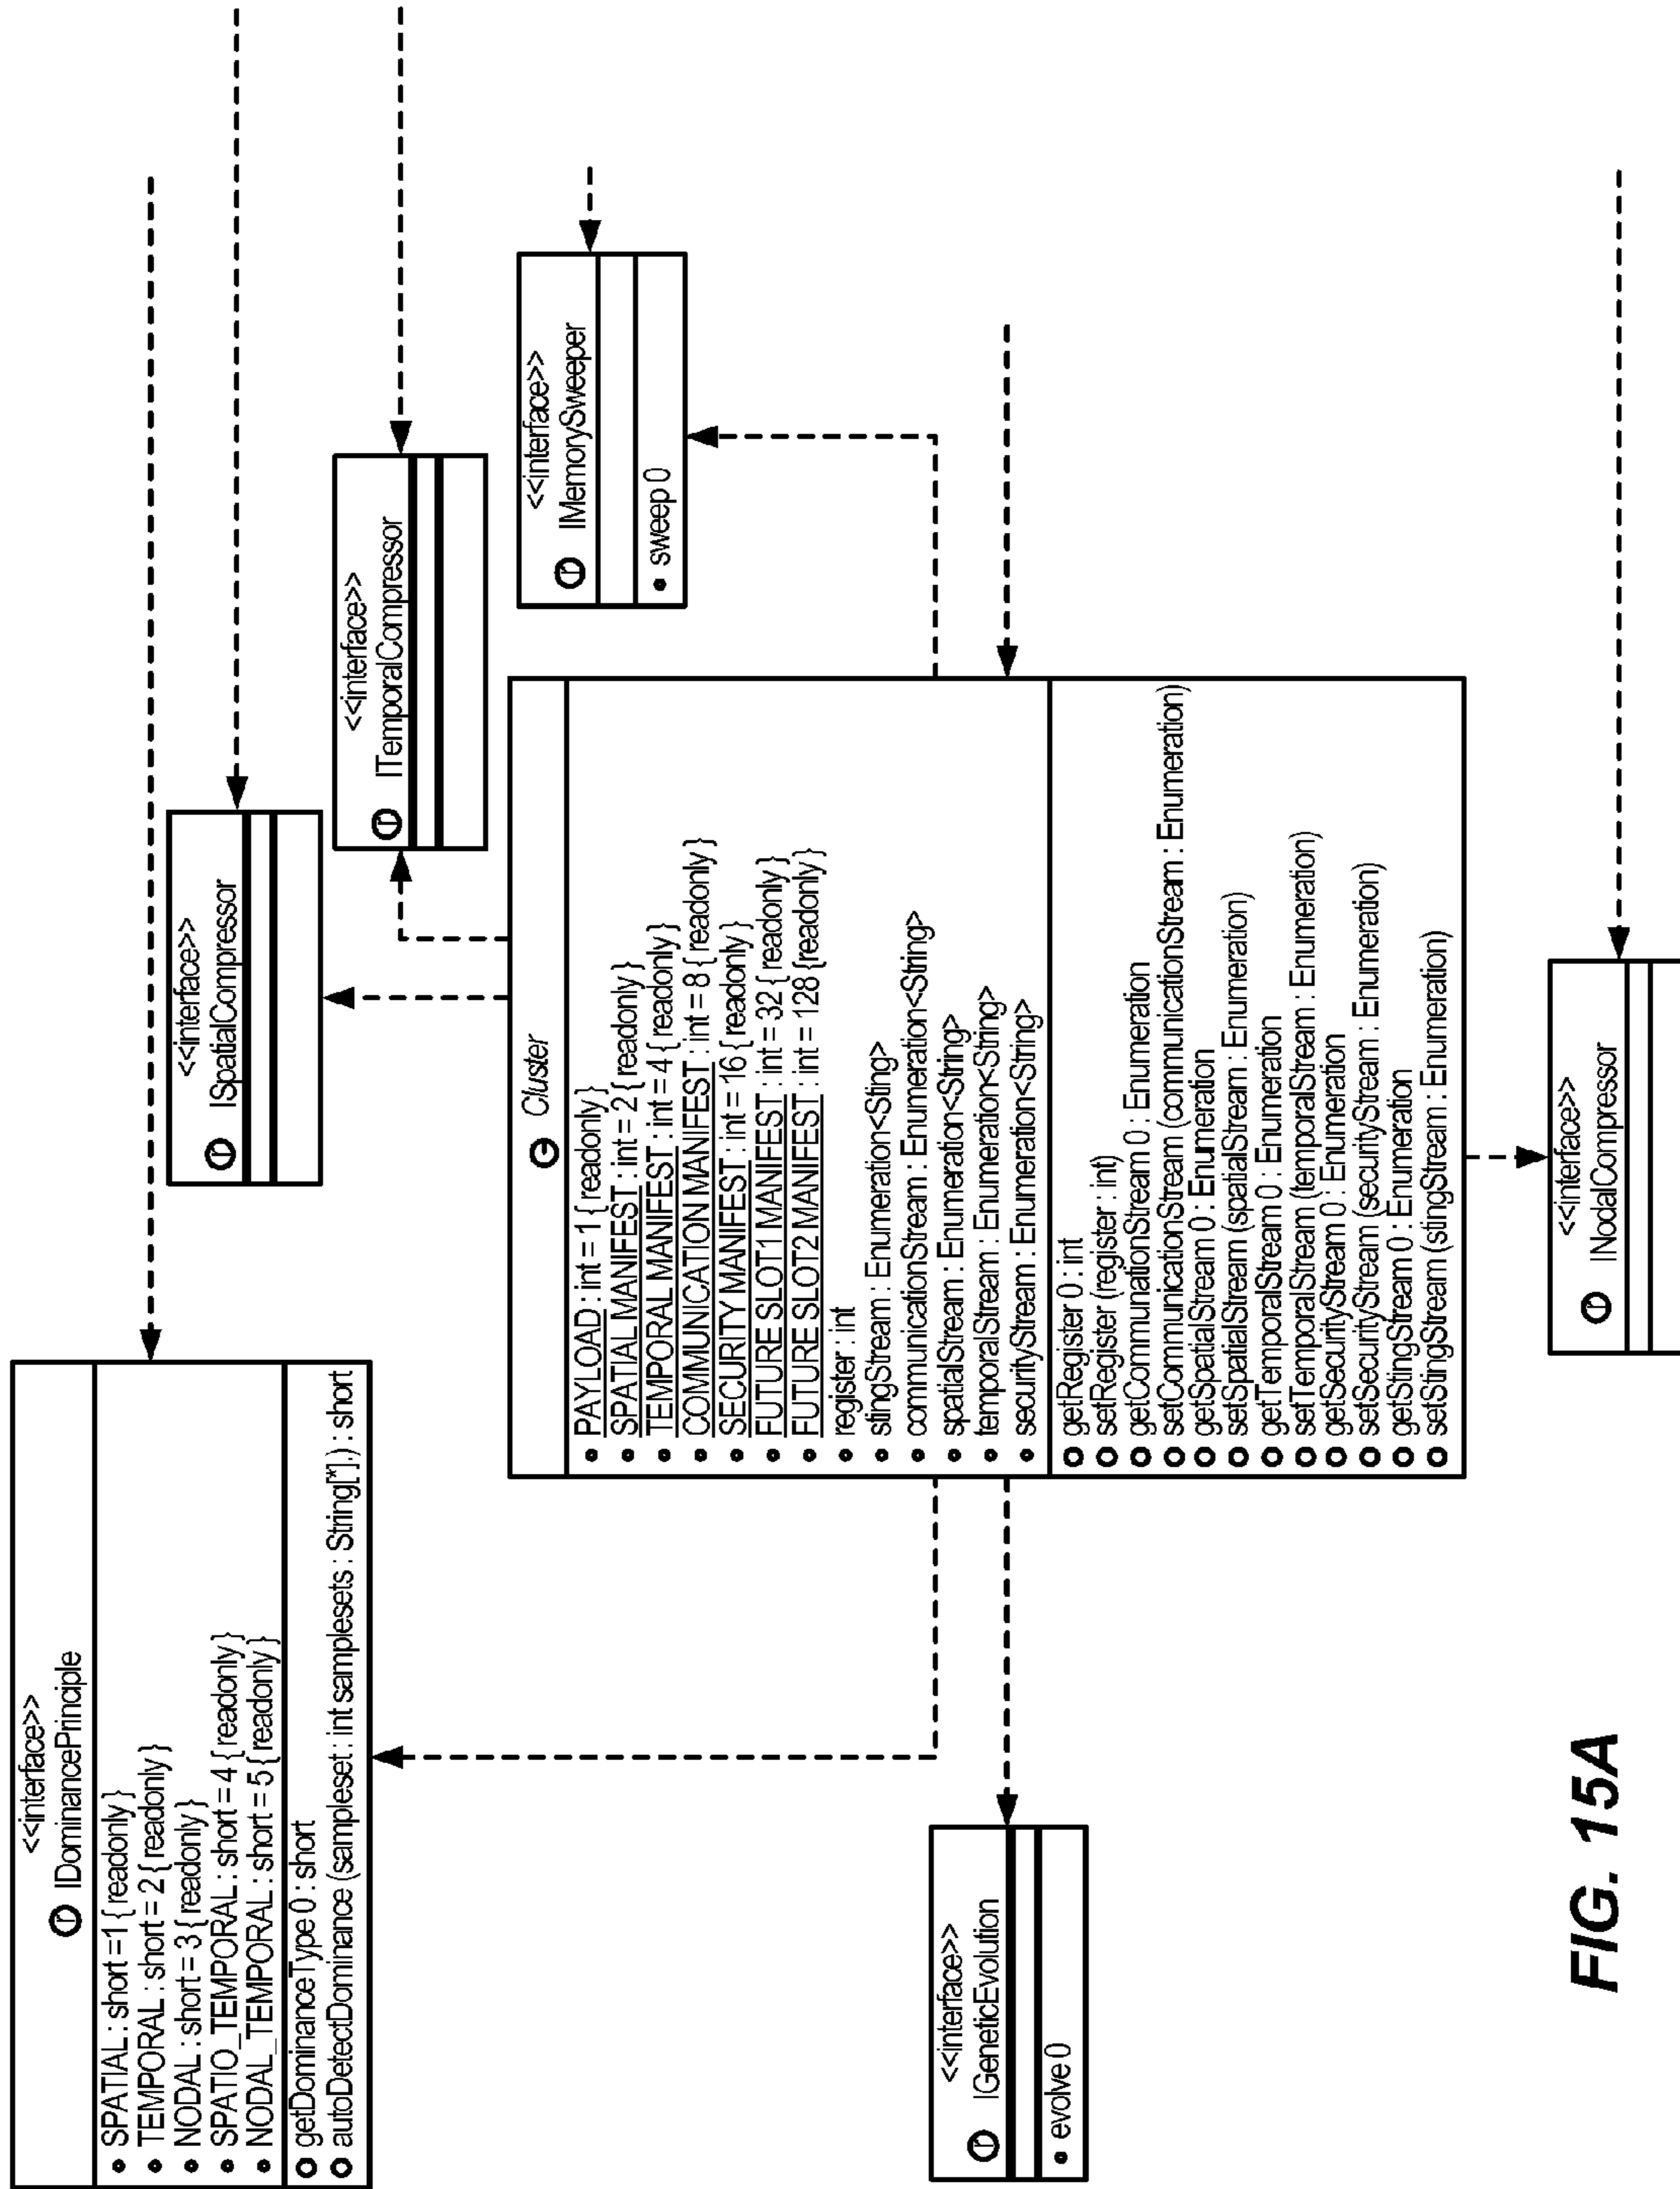 <<interface>>
IDominancePrinciple
SPATIAL : short =1 { readonly }
TEMPORAL : short = 2 { readonly }
NODAL : short = 3 { readonly }
SPATIO_TEMPORAL : short = 4 { readonly }
NODAL_TEMPORAL : short = 5 { readonly }
getDominanceType 0 : short
autoDetectDominance (sampleset : int samplesets : String[*],) : short
<<interface>>
ISpatialCompressor
<<interface>>
ITemporalCompressor
<<interface>>
IMemorySweeper
sweep 0
Cluster
PAYLOAD : int = 1 { readonly }
SPATIAL MANIFEST : int = 2 { readonly }
TEMPORAL MANIFEST : int = 4 { readonly }
COMMUNICATION MANIFEST : int = 8 { readonly }
SECURITY MANIFEST : int = 16 { readonly }
FUTURE SLOT1 MANIFEST : int = 32 { readonly }
FUTURE SLOT2 MANIFEST : int = 128 {readonly }
register : int
stingStream : Enumeration<Sting>
communicationStream : Enumeration<String>
spatialStream : Enumeration<String>
temporalStream : Enumeration<String>
securityStream : Enumeration<String>
getRegister 0 : int
setRegister (register : int)
getCommunationStream 0 : Enumeration
setCommunicationStream (communicationStream : Enumeration)
getSpatialStream 0 : Enumeration
setSpatialStream (spatialStream : Enumeration)
getTemporalStream 0 : Enumeration
setTemporalStream (temporalStream : Enumeration)
getSecurityStream 0 : Enumeration
setSecurityStream (securityStream : Enumeration)
getStingStream 0 : Enumeration
setStingStream (stingStream : Enumeration)
<<interface>>
IGeneticEvolution
evolve 0
<<interface>>
INodalCompressor
FIG. 15A